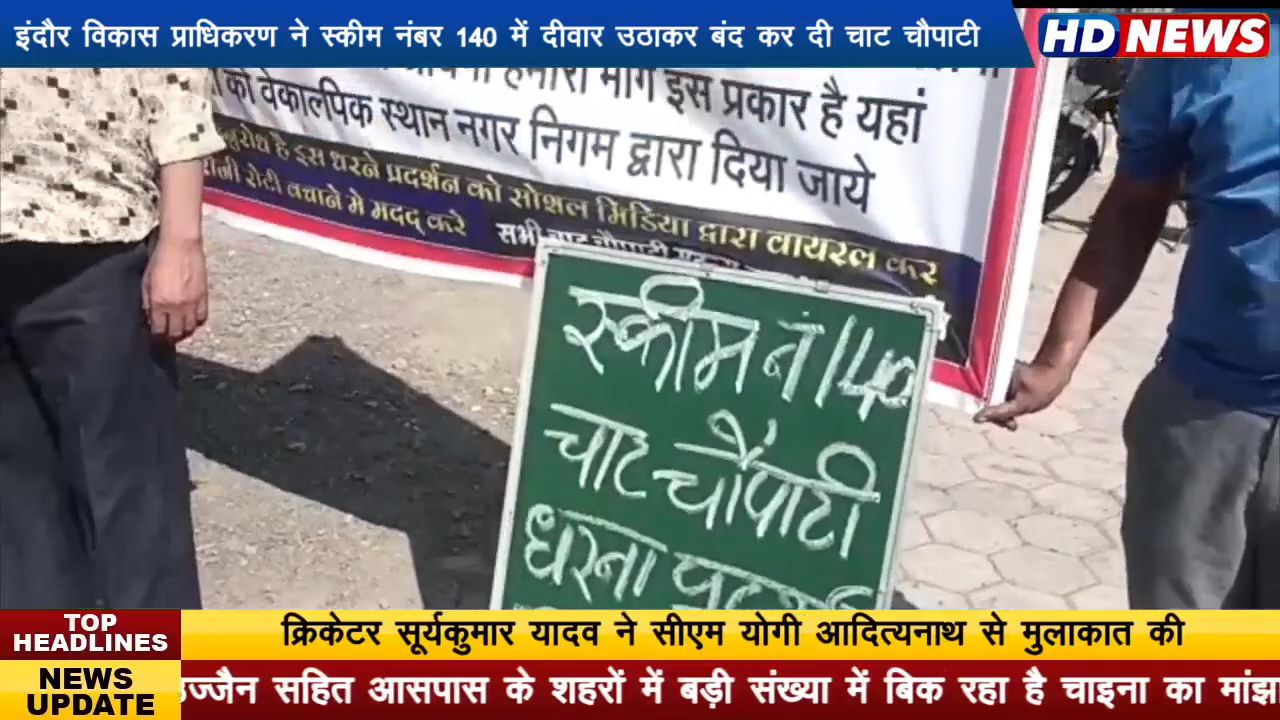 इंदौर विकास प्राधिकरण ने स्कीम नंबर 140 में दीवार उठाकर बंद कर दी चाट चौपाटी
HD NEWS
हमारी मांग इस प्रकार है यहां
को वेकाल्पिक स्थान नगर निगम द्वारा दिया जाये
है इस धरने प्रदर्शन को सोशल मिडिया द्वारा वायरल कर
रोटी बचाने मे मदद् करे सभी चाट चौपाटी
स्कीम नं 140
चाट चौंपाटी
धरना
TOP HEADLINES
क्रिकेटर सूर्यकुमार यादव ने सीएम योगी आदित्यनाथ से मुलाकात की
NEWS UPDATE
उज्जैन सहित आसपास के शहरों में बड़ी संख्या में बिक रहा है चाइना का मांझा